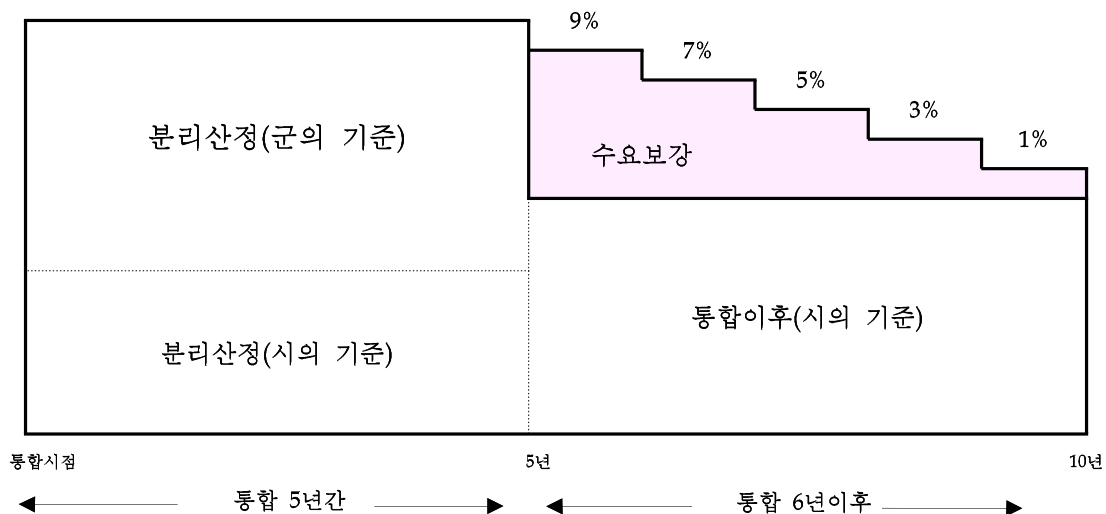 9%
7%
5%
3%
1%
분리산정(군의 기준)
수요보강
통합이후(시의 기준)
분리산정(시의 기준)
통합시점
5년
10년
통합 5년간
통합 6년이후